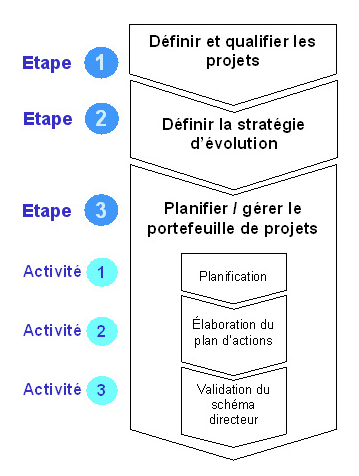 Définir et qualifier les
projets
Etape 1
Etape 2
Définir la stratégie
d'évolution
Etape 3
Planifier / gérer le
portefeuille de projets
Activité 1
Planification
Activité 2
Élaboration du
plan d'actions
Activité 3
Validation du
schéma
directeur